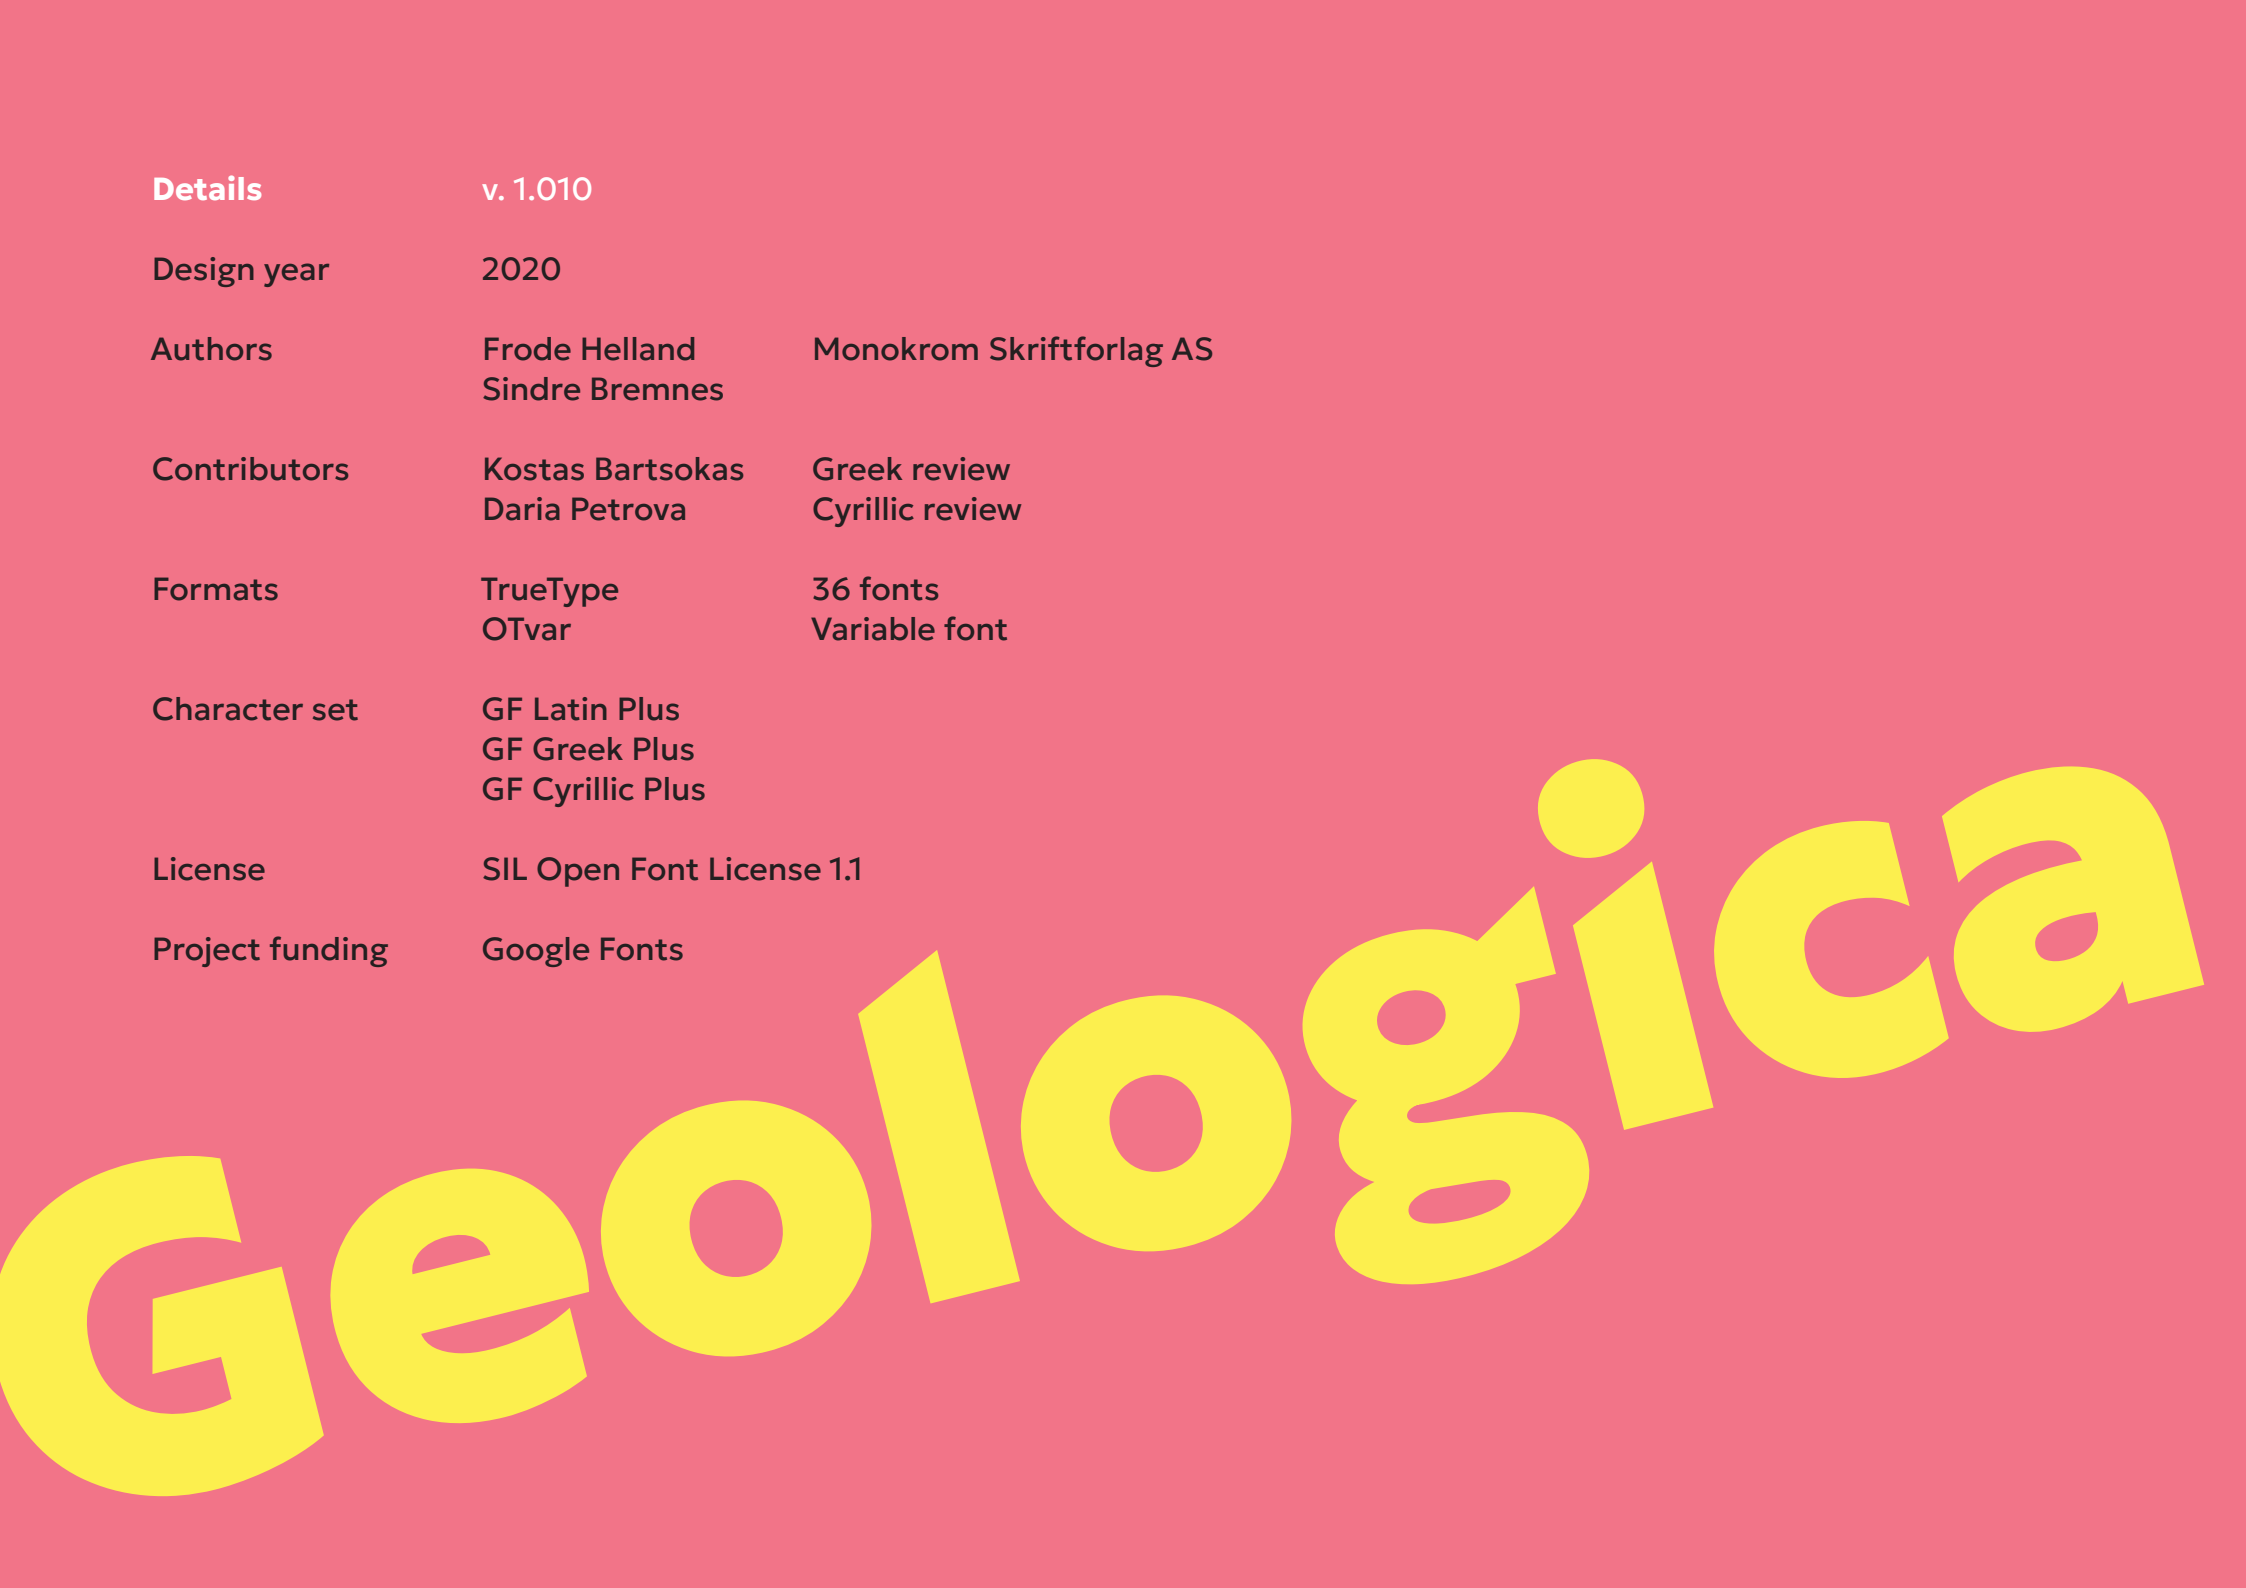 Details v. 1.010
Design year 2020
Authors Frode Helland Monokrom Skriftforlag AS
Sindre Bremnes
Contributors Kostas Bartsokas Greek review
Daria Petrova Cyrillic review
Formats TrueType 36 fonts
OTvar Variable font
Character set GF Latin Plus
GF Greek Plus
GF Cyrillic Plus
License SIL Open Font License 1.1
Project funding Google Fonts
Geologica